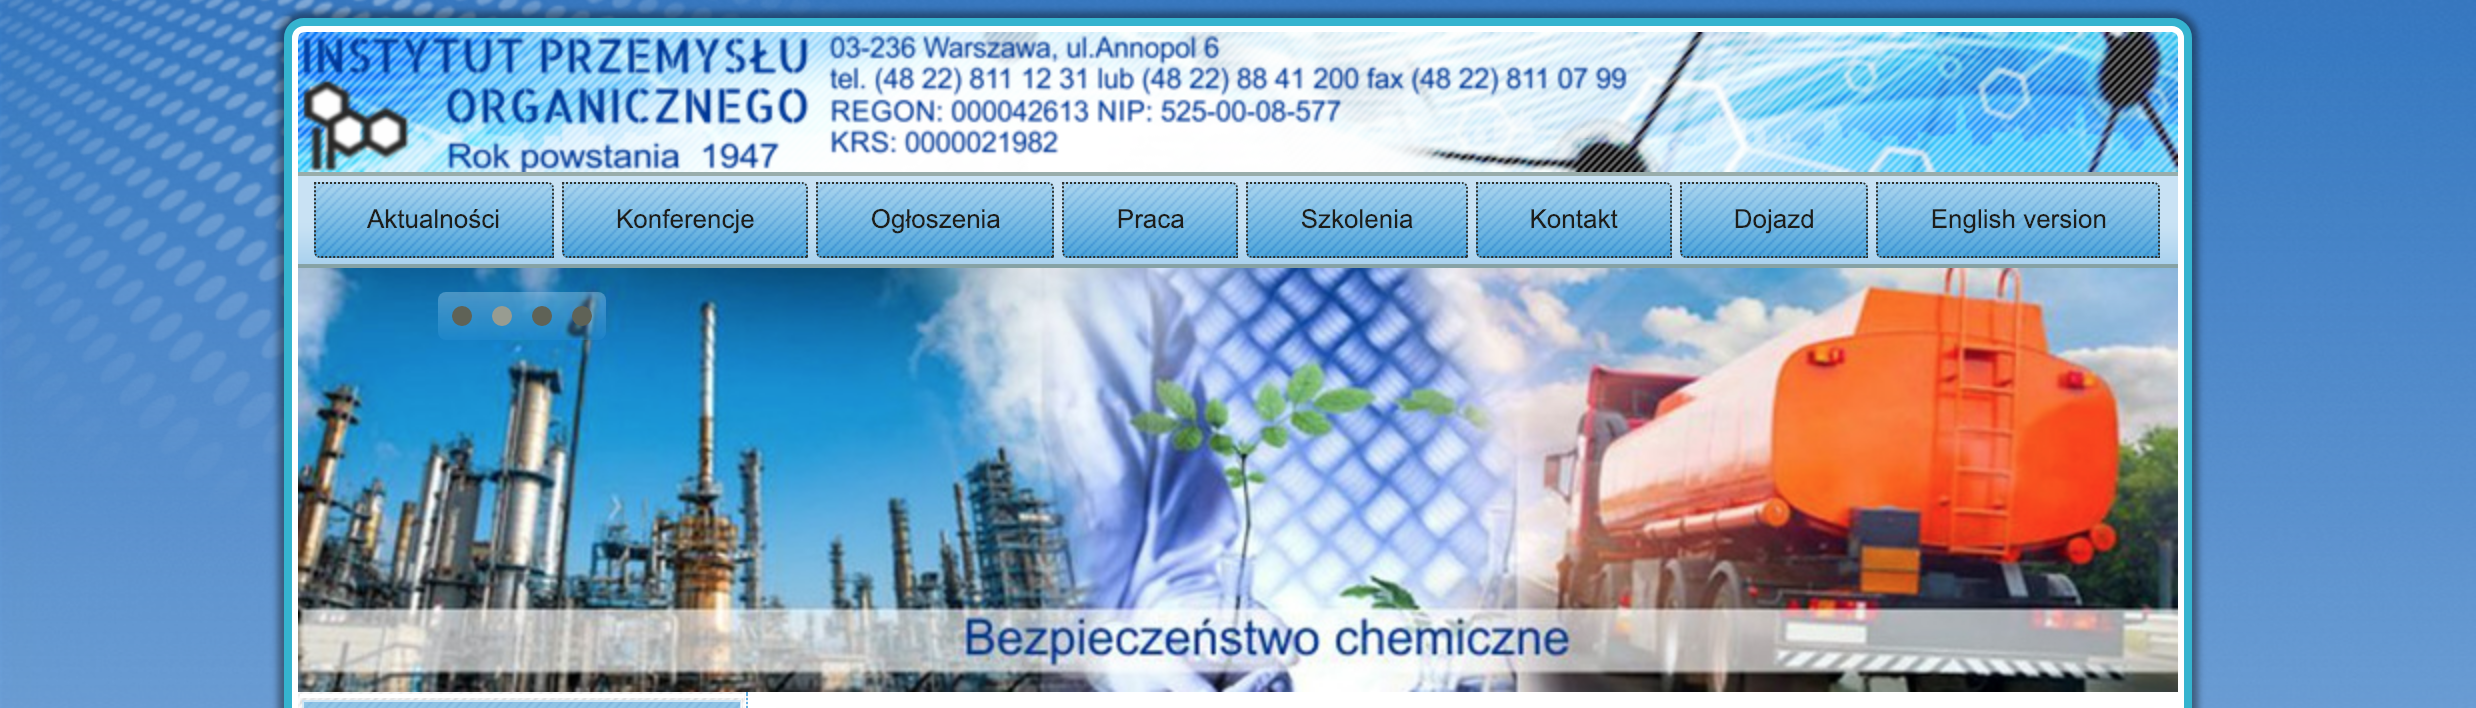 INSTYTUT PRZEMYSŁU
ORGANICZNEGO
Rok powstania 1947
03-236 Warszawa, ul.Annopol 6
tel. (48 22) 811 12 31 lub (48 22) 88 41 200 fax (48 22) 811 07 99
REGON: 000042613 NIP: 525-00-08-577
KRS: 0000021982
Aktualności
Konferencje
Ogłoszenia
Praca
Szkolenia
Kontakt
Dojazd
English version
Bezpieczeństwo chemiczne